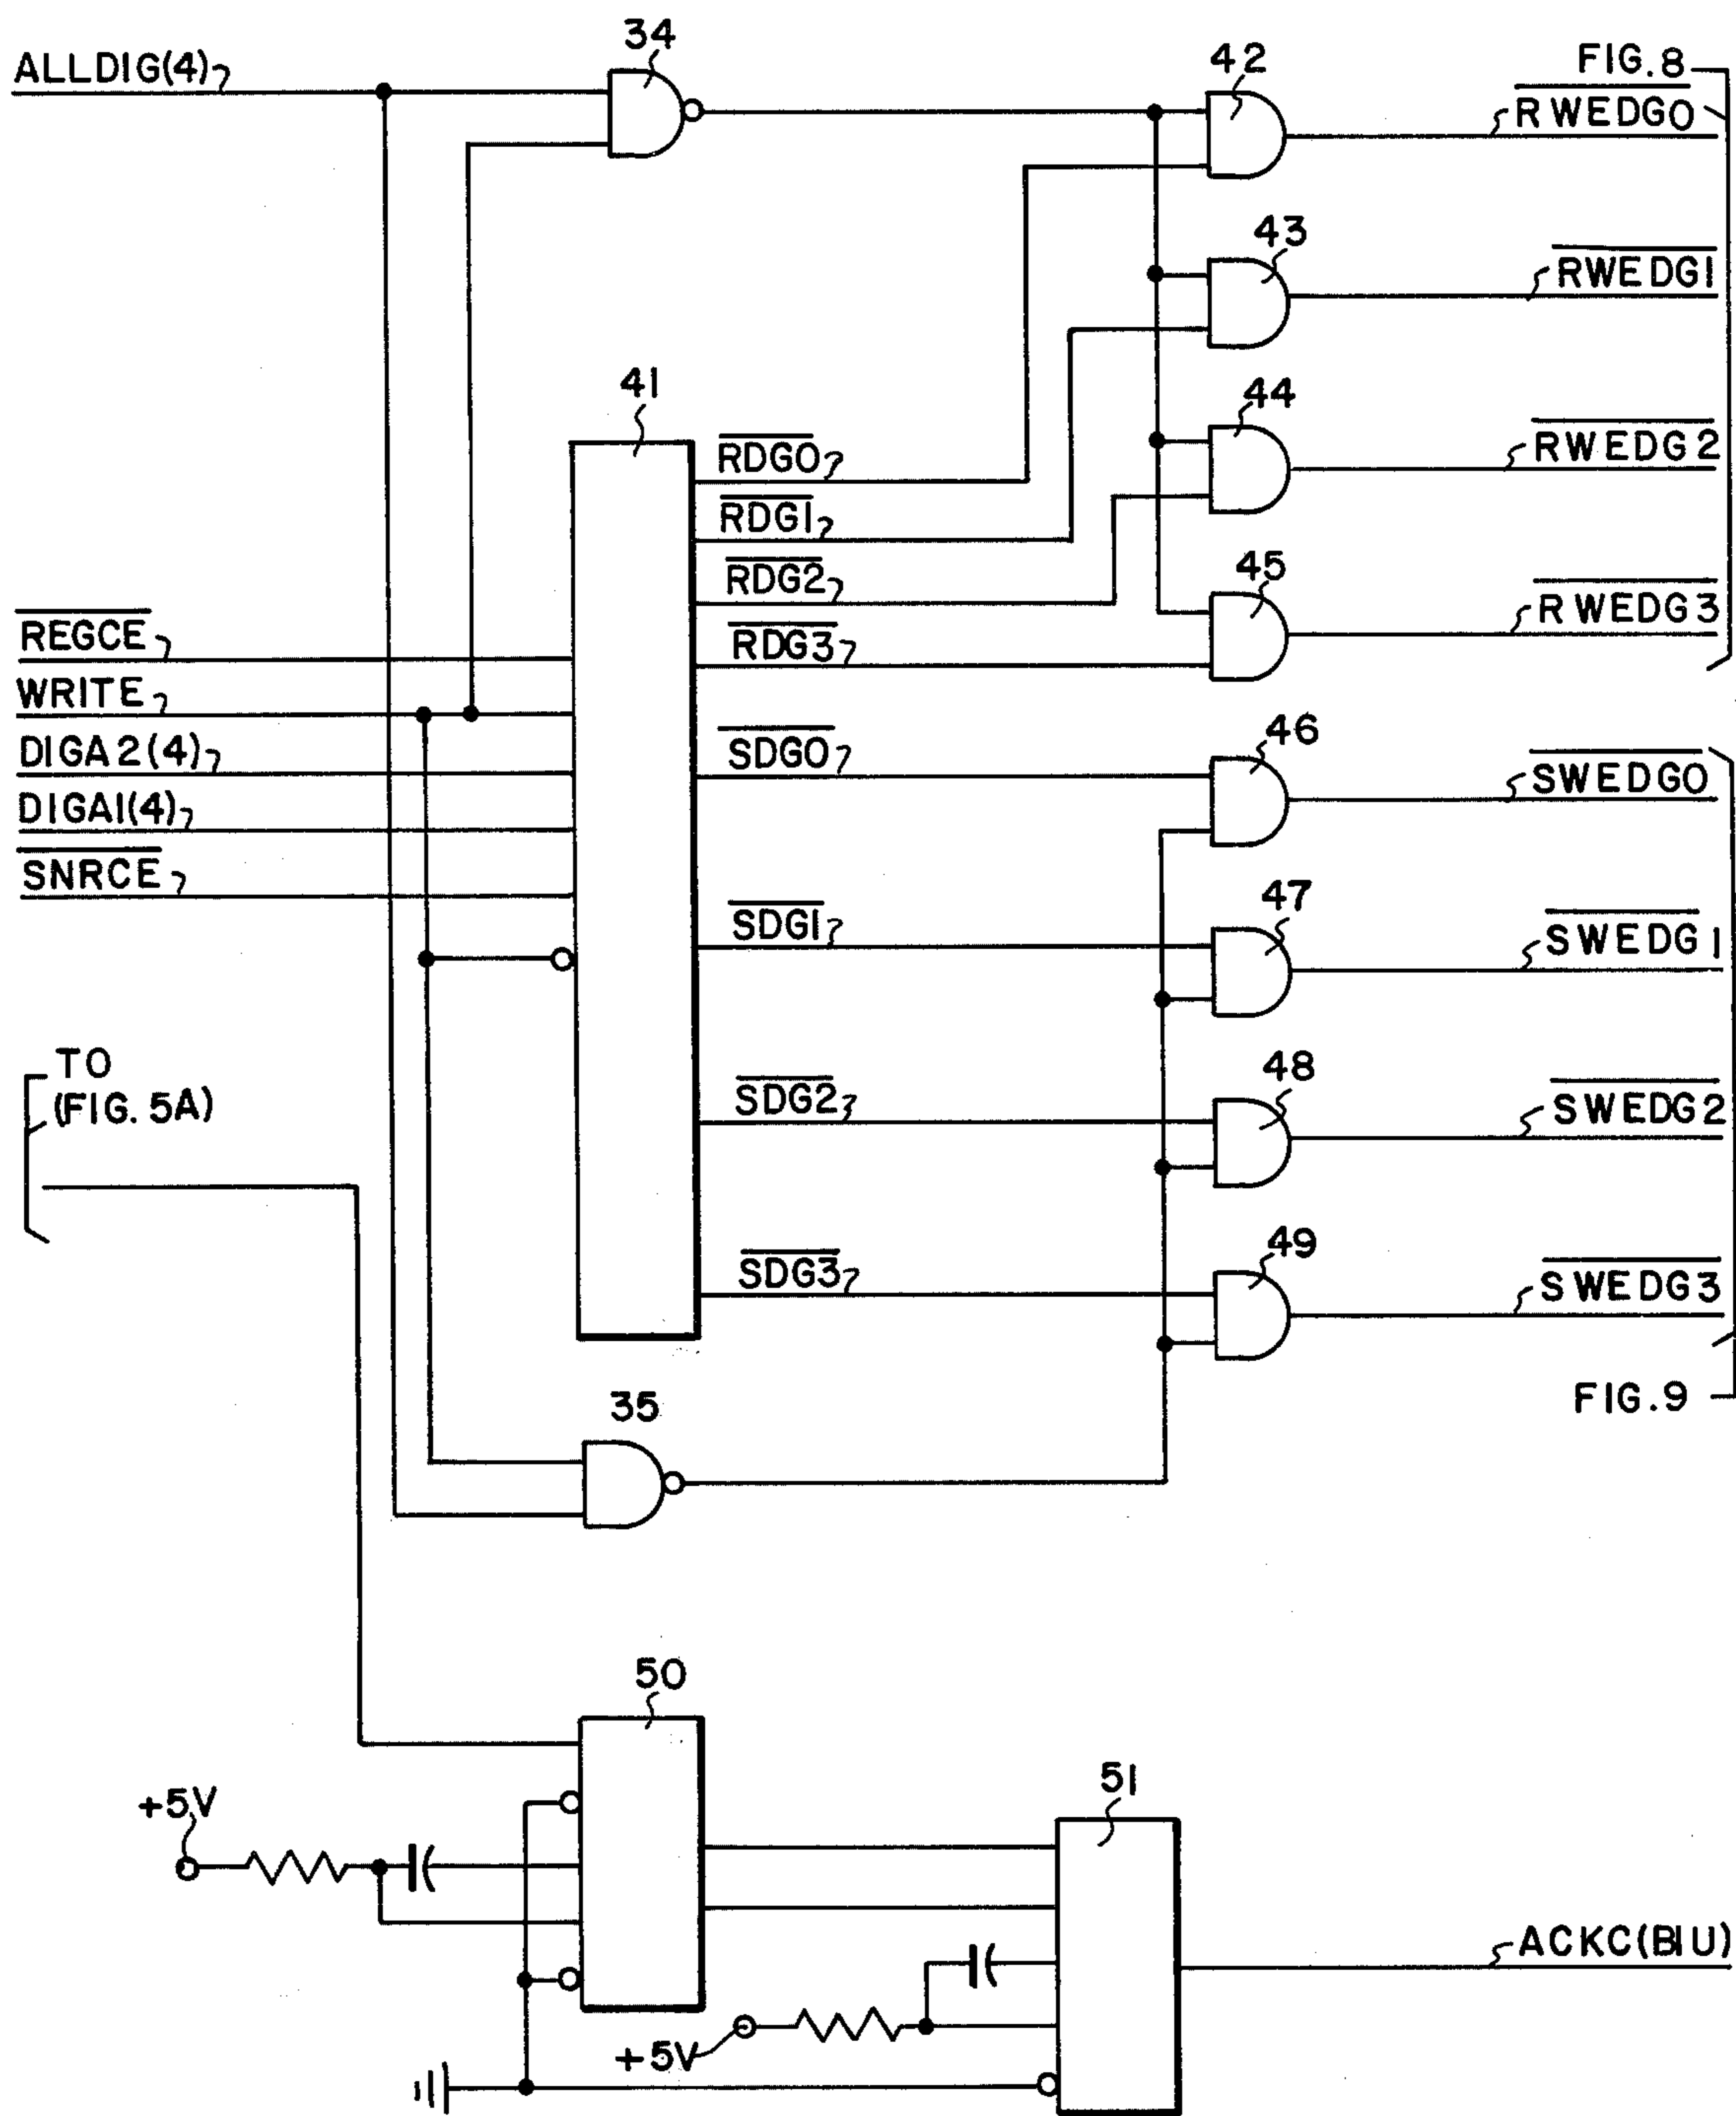 34
ALLDIG(4)
42
FIG. 8
RWEDG0
43
RWEDG1
41
44
RWEDG2
RDG0
RDG1
RDG2
45
RWEDG3
RDG3
REGCE
WRITE
DIGA2(4)
DIGA1(4)
SNRCE
SDG0
46
SWEDG0
SDG1
47
SWEDG1
TO
(FIG. 5A)
SDG2
48
SWEDG2
SDG3
49
SWEDG3
35
FIG. 9
50
+5V
51
ACKC(BIU)
+5V